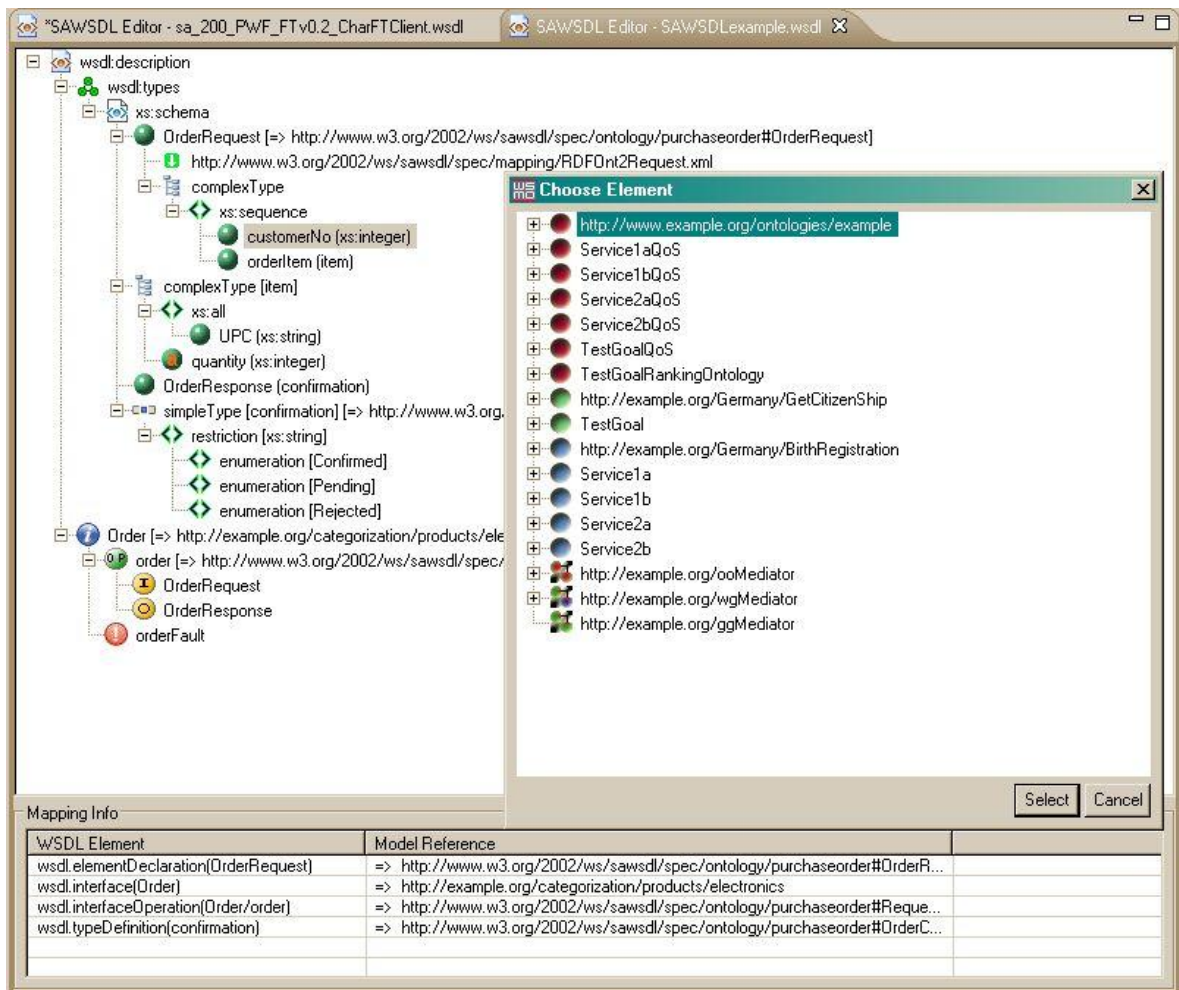 *SAWSDL Editor - sa_200_PWF_FTv0.2_CharFTClient.wsdl
SAWSDL Editor - SAWSDLexample.wsdl
wsdl:description
wsdl:types
xs:schema
OrderRequest [=> http://www.w3.org/2002/ws/sawsdl/spec/ontology/purchaseorder#OrderRequest]
http://www.w3.org/2002/ws/sawsdl/spec/mapping/RDFOnt2Request.xml
complexType
xs:sequence
customerNo (xs:integer)
orderItem (item)
complexType [item]
xs:all
UPC (xs:string)
quantity (xs:integer)
OrderResponse (confirmation)
simpleType [confirmation] [=> http://www.w3.org.
restriction [xs:string]
enumeration [Confirmed]
enumeration [Pending]
enumeration [Rejected]
Order [=> http://example.org/categorization/products/ele
order [=> http://www.w3.org/2002/ws/sawsdl/spec/
OrderRequest
OrderResponse
orderFault
WSMO Choose Element
http://www.example.org/ontologies/example
Service1aQoS
Service1bQoS
Service2aQoS
Service2bQoS
TestGoalQoS
TestGoalRankingOntology
http://example.org/Germany/GetCitizenShip
TestGoal
http://example.org/Germany/BirthRegistration
Service1a
Service1b
Service2a
Service2b
http://example.org/ooMediator
http://example.org/wgMediator
http://example.org/ggMediator
Select Cancel
Mapping Info
WSDL Element Model Reference
wsdl.elementDeclaration(OrderRequest) => http://www.w3.org/2002/ws/sawsdl/spec/ontology/purchaseorder#OrderR...
wsdl.interface(Order) => http://example.org/categorization/products/electronics
wsdl.interfaceOperation(Order/order) => http://www.w3.org/2002/ws/sawsdl/spec/ontology/purchaseorder#Reque...
wsdl.typeDefinition(confirmation) => http://www.w3.org/2002/ws/sawsdl/spec/ontology/purchaseorder#OrderC...